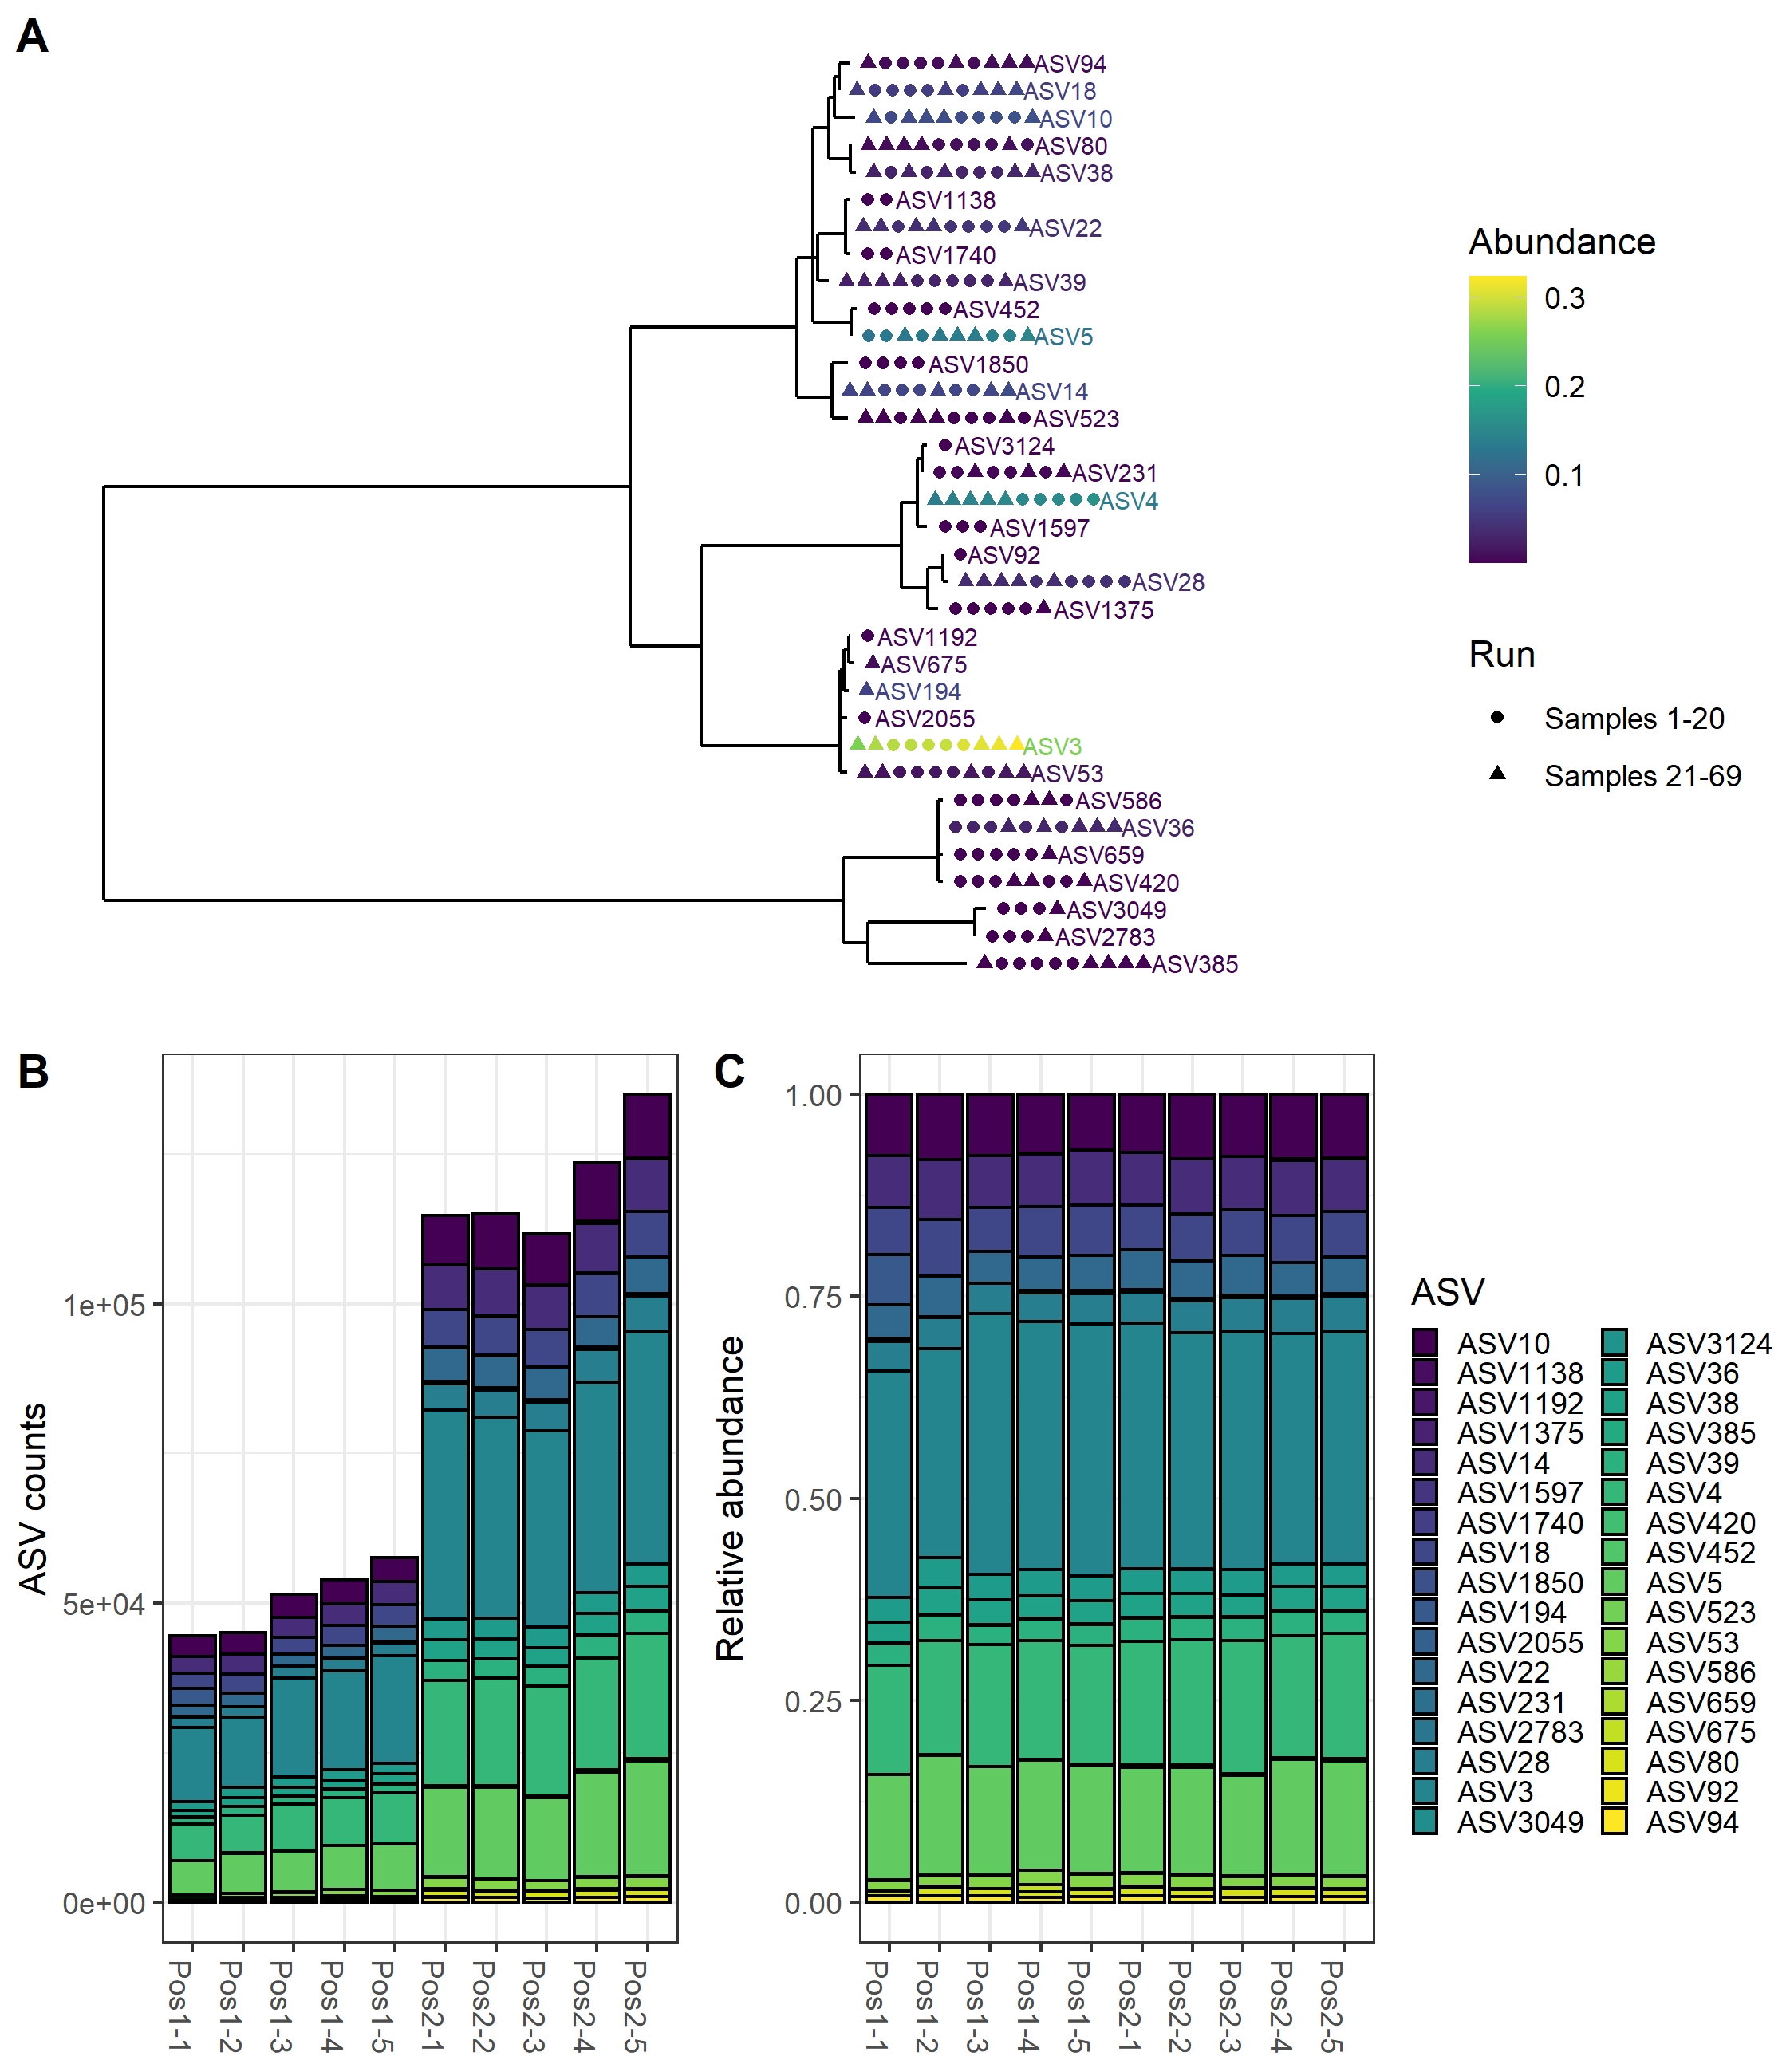 A
ASV94
ASV18
ASV10
ASV80
ASV38
ASV1138
ASV22
ASV1740
ASV39
ASV452
ASV5
ASV1850
ASV14
ASV523
ASV3124
ASV231
ASV4
ASV1597
ASV92
ASV28
ASV1375
ASV1192
ASV675
ASV194
ASV2055
ASV3
ASV53
ASV586
ASV36
ASV659
ASV420
ASV3049
ASV2783
ASV385
Abundance
0.3
0.2
0.1
Run
Samples 1-20
Samples 21-69
B
ASV counts
1e+05
5e+04
0e+00
Pos1-1
Pos1-2
Pos1-3
Pos1-4
Pos1-5
Pos2-1
Pos2-2
Pos2-3
Pos2-4
Pos2-5
C
Relative abundance
1.00
0.75
0.50
0.25
0.00
Pos1-1
Pos1-2
Pos1-3
Pos1-4
Pos1-5
Pos2-1
Pos2-2
Pos2-3
Pos2-4
Pos2-5
ASV
ASV10
ASV1138
ASV1192
ASV1375
ASV14
ASV1597
ASV1740
ASV18
ASV1850
ASV194
ASV2055
ASV22
ASV231
ASV2783
ASV28
ASV3
ASV3049
ASV3124
ASV36
ASV38
ASV385
ASV39
ASV4
ASV420
ASV452
ASV5
ASV523
ASV53
ASV586
ASV659
ASV675
ASV80
ASV92
ASV94